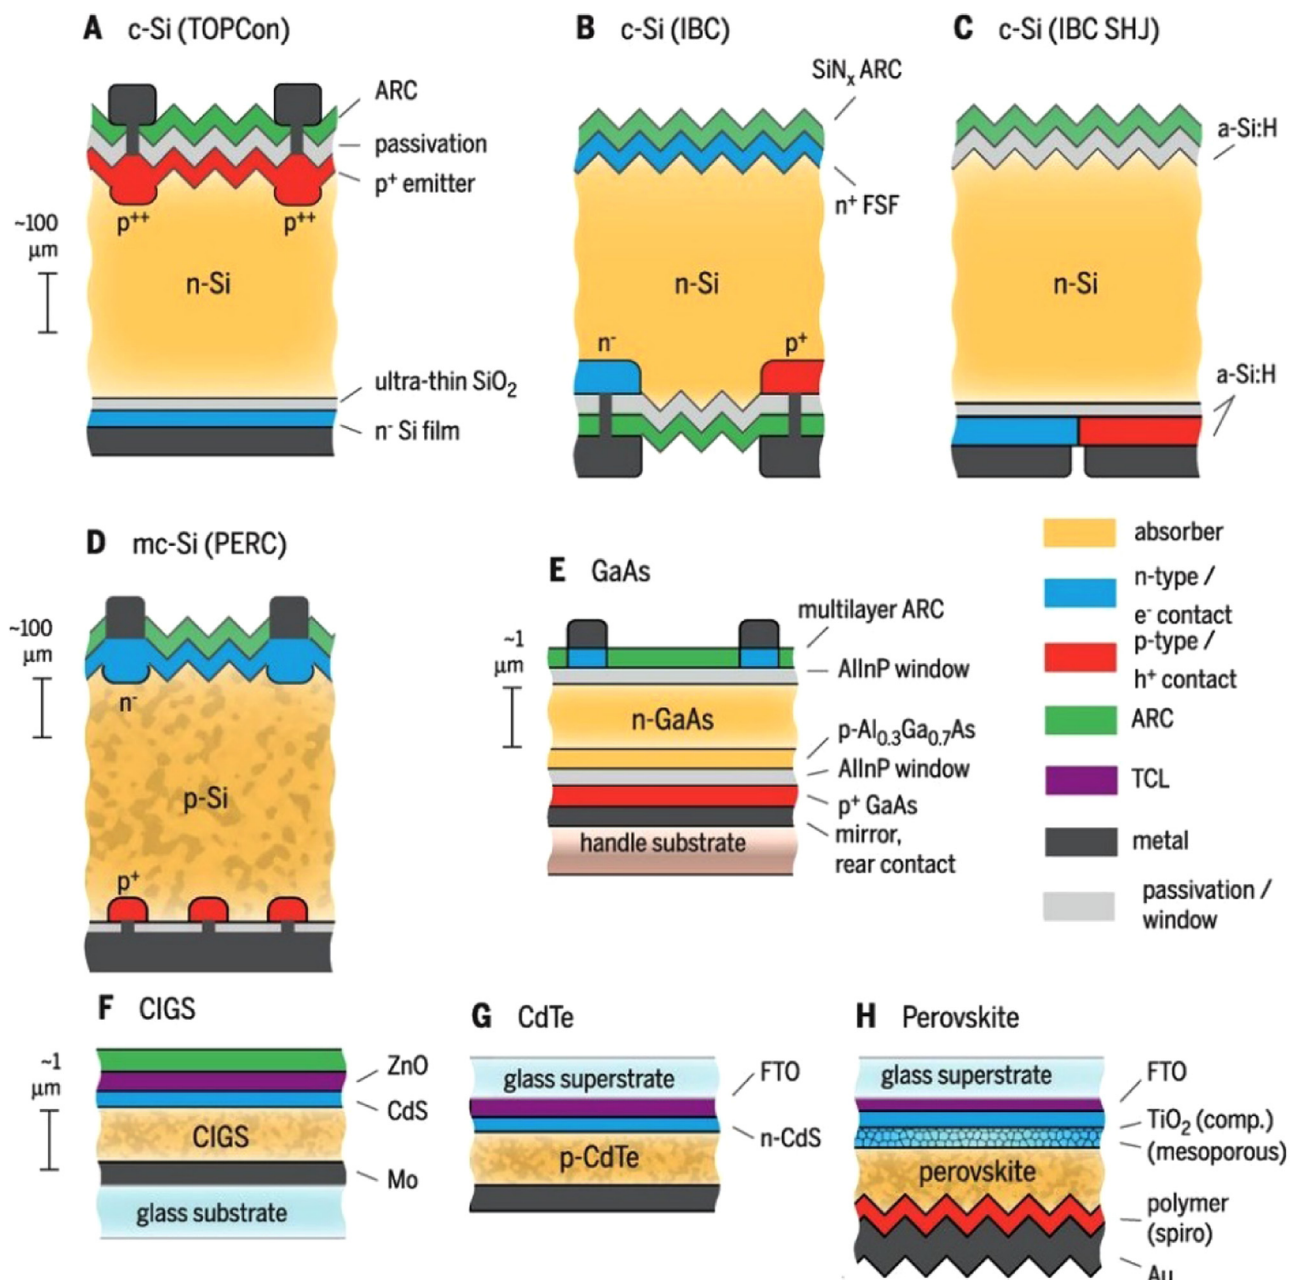 A c-Si (TOPCon)
ARC
passivation
p⁺ emitter
p⁺⁺ p⁺⁺
~100
μm
n-Si
ultra-thin SiO₂
n⁻ Si film
B c-Si (IBC)
SiNₓ ARC
n⁺ FSF
n-Si
n⁻ p⁺
C c-Si (IBC SHJ)
a-Si:H
n-Si
a-Si:H
D mc-Si (PERC)
~100
μm
n⁻
p-Si
p⁺
E GaAs
multilayer ARC
~1
μm
AlInP window
n-GaAs
p-Al₀.₃Ga₀.₇As
AlInP window
p⁺ GaAs
mirror,
rear contact
handle substrate
absorber
n-type /
e⁻ contact
p-type /
h⁺ contact
ARC
TCL
metal
passivation /
window
F CIGS
~1
μm
ZnO
CdS
CIGS
Mo
glass substrate
G CdTe
glass superstrate
FTO
n-CdS
p-CdTe
H Perovskite
glass superstrate
FTO
TiO₂ (comp.)
(mesoporous)
perovskite
polymer
(spiro)
Au